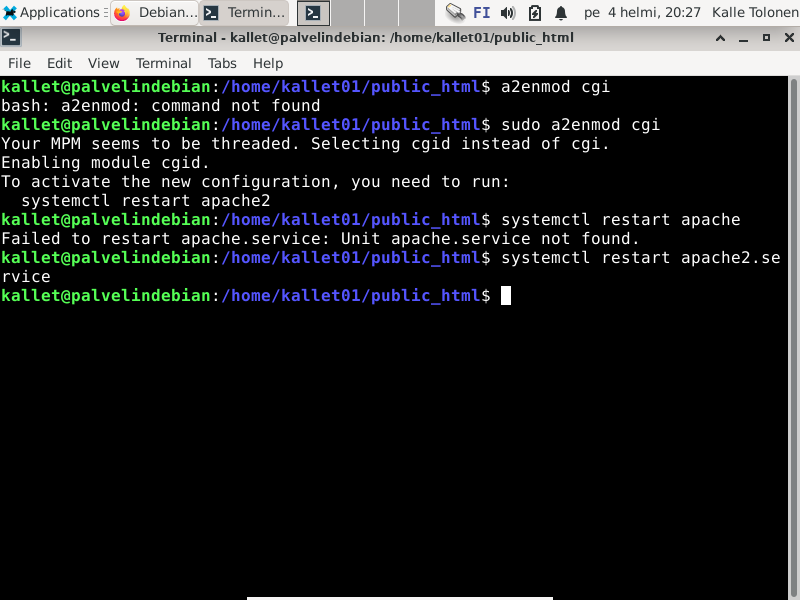 Applications Debian... Termin... FI pe 4 helmi, 20:27 Kalle Tolonen
Terminal - kallet@palvelindebian: /home/kallet01/public_html
File Edit View Terminal Tabs Help
kallet@palvelindebian:/home/kallet01/public_html$ a2enmod cgi
bash: a2enmod: command not found
kallet@palvelindebian:/home/kallet01/public_html$ sudo a2enmod cgi
Your MPM seems to be threaded. Selecting cgid instead of cgi.
Enabling module cgid.
To activate the new configuration, you need to run:
  systemctl restart apache2
kallet@palvelindebian:/home/kallet01/public_html$ systemctl restart apache
Failed to restart apache.service: Unit apache.service not found.
kallet@palvelindebian:/home/kallet01/public_html$ systemctl restart apache2.se
rvice
kallet@palvelindebian:/home/kallet01/public_html$